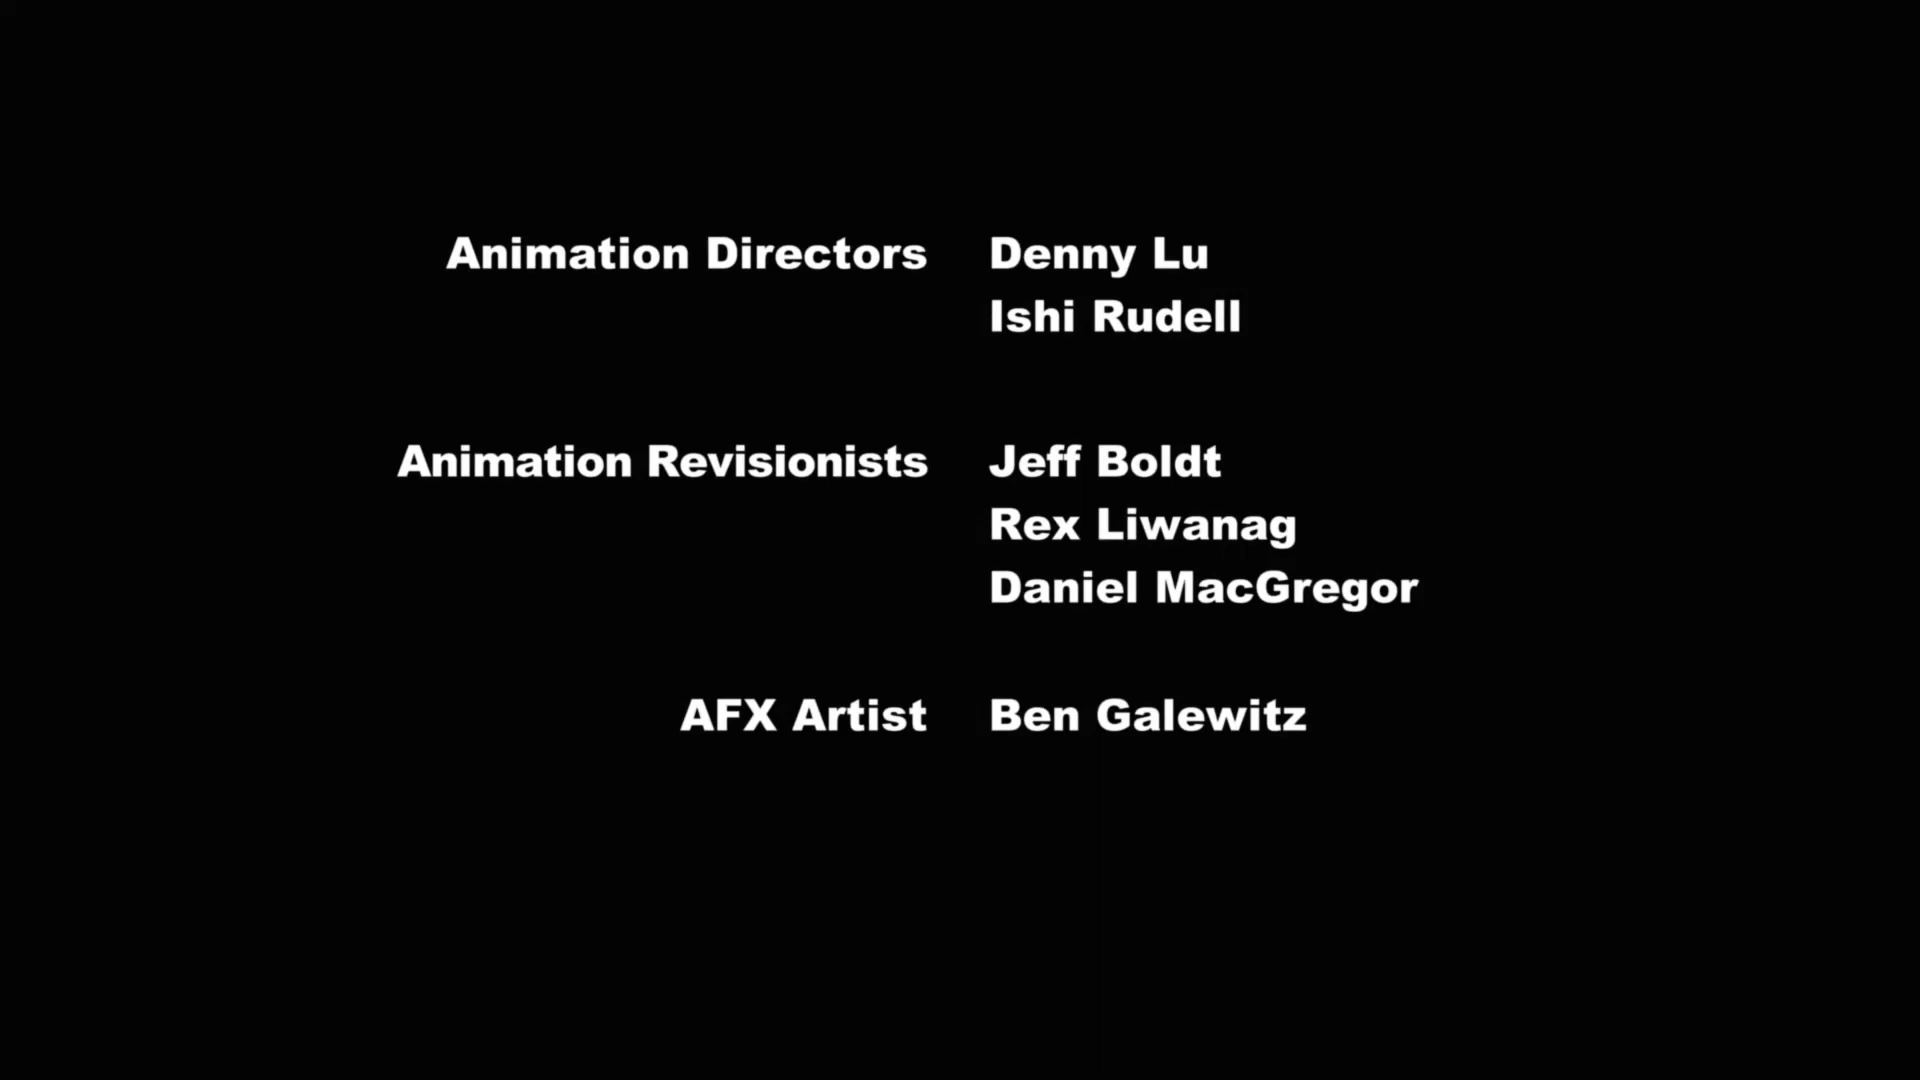 Animation Directors Denny Lu
Ishi Rudell
Animation Revisionists Jeff Boldt
Rex Liwanag
Daniel MacGregor
AFX Artist Ben Galewitz